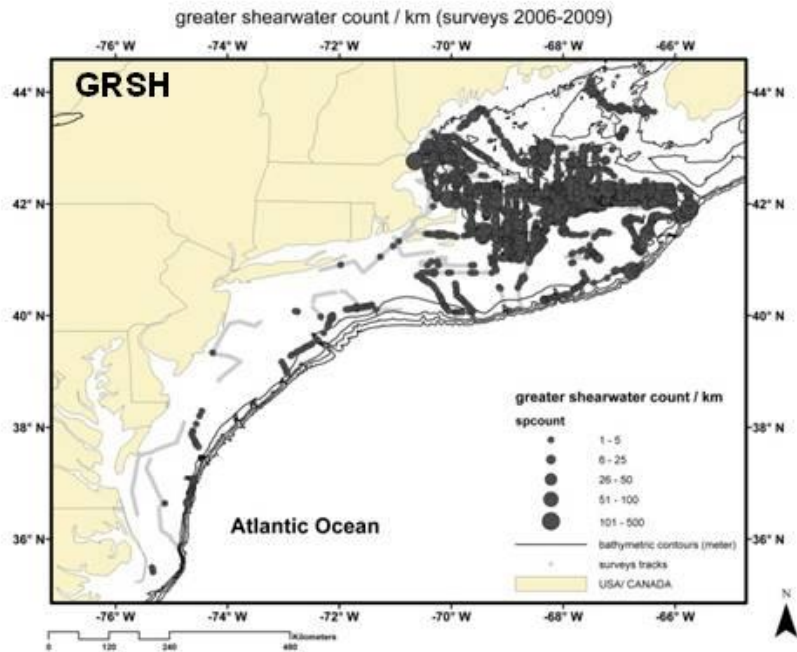 greater shearwater count / km (surveys 2006-2009)
-76° W -74° W -72° W -70° W -68° W -66° W
GRSH
44° N 44° N
42° N 42° N
40° N 40° N
38° N 38° N
36° N 36° N
greater shearwater count / km
spcount
1 - 5
6 - 25
26 - 50
51 - 100
101 - 500
bathymetric contours (meter)
surveys tracks
USA/ CANADA
Atlantic Ocean
-76° W -74° W -72° W -70° W -68° W -66° W
N
Kilometers
0 120 240 480